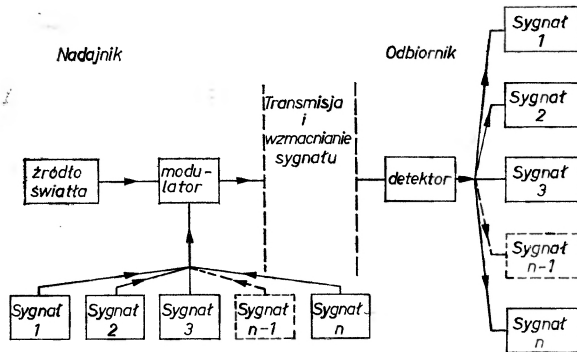 Nadajnik
Odbiornik
Transmisja
i
wzmacnianie
sygnału
źródło
światła
modu-
lator
detektor
Sygnał
1
Sygnał
2
Sygnał
3
Sygnał
n-1
Sygnał
n
Sygnał
1
Sygnał
2
Sygnał
3
Sygnał
n-1
Sygnał
n